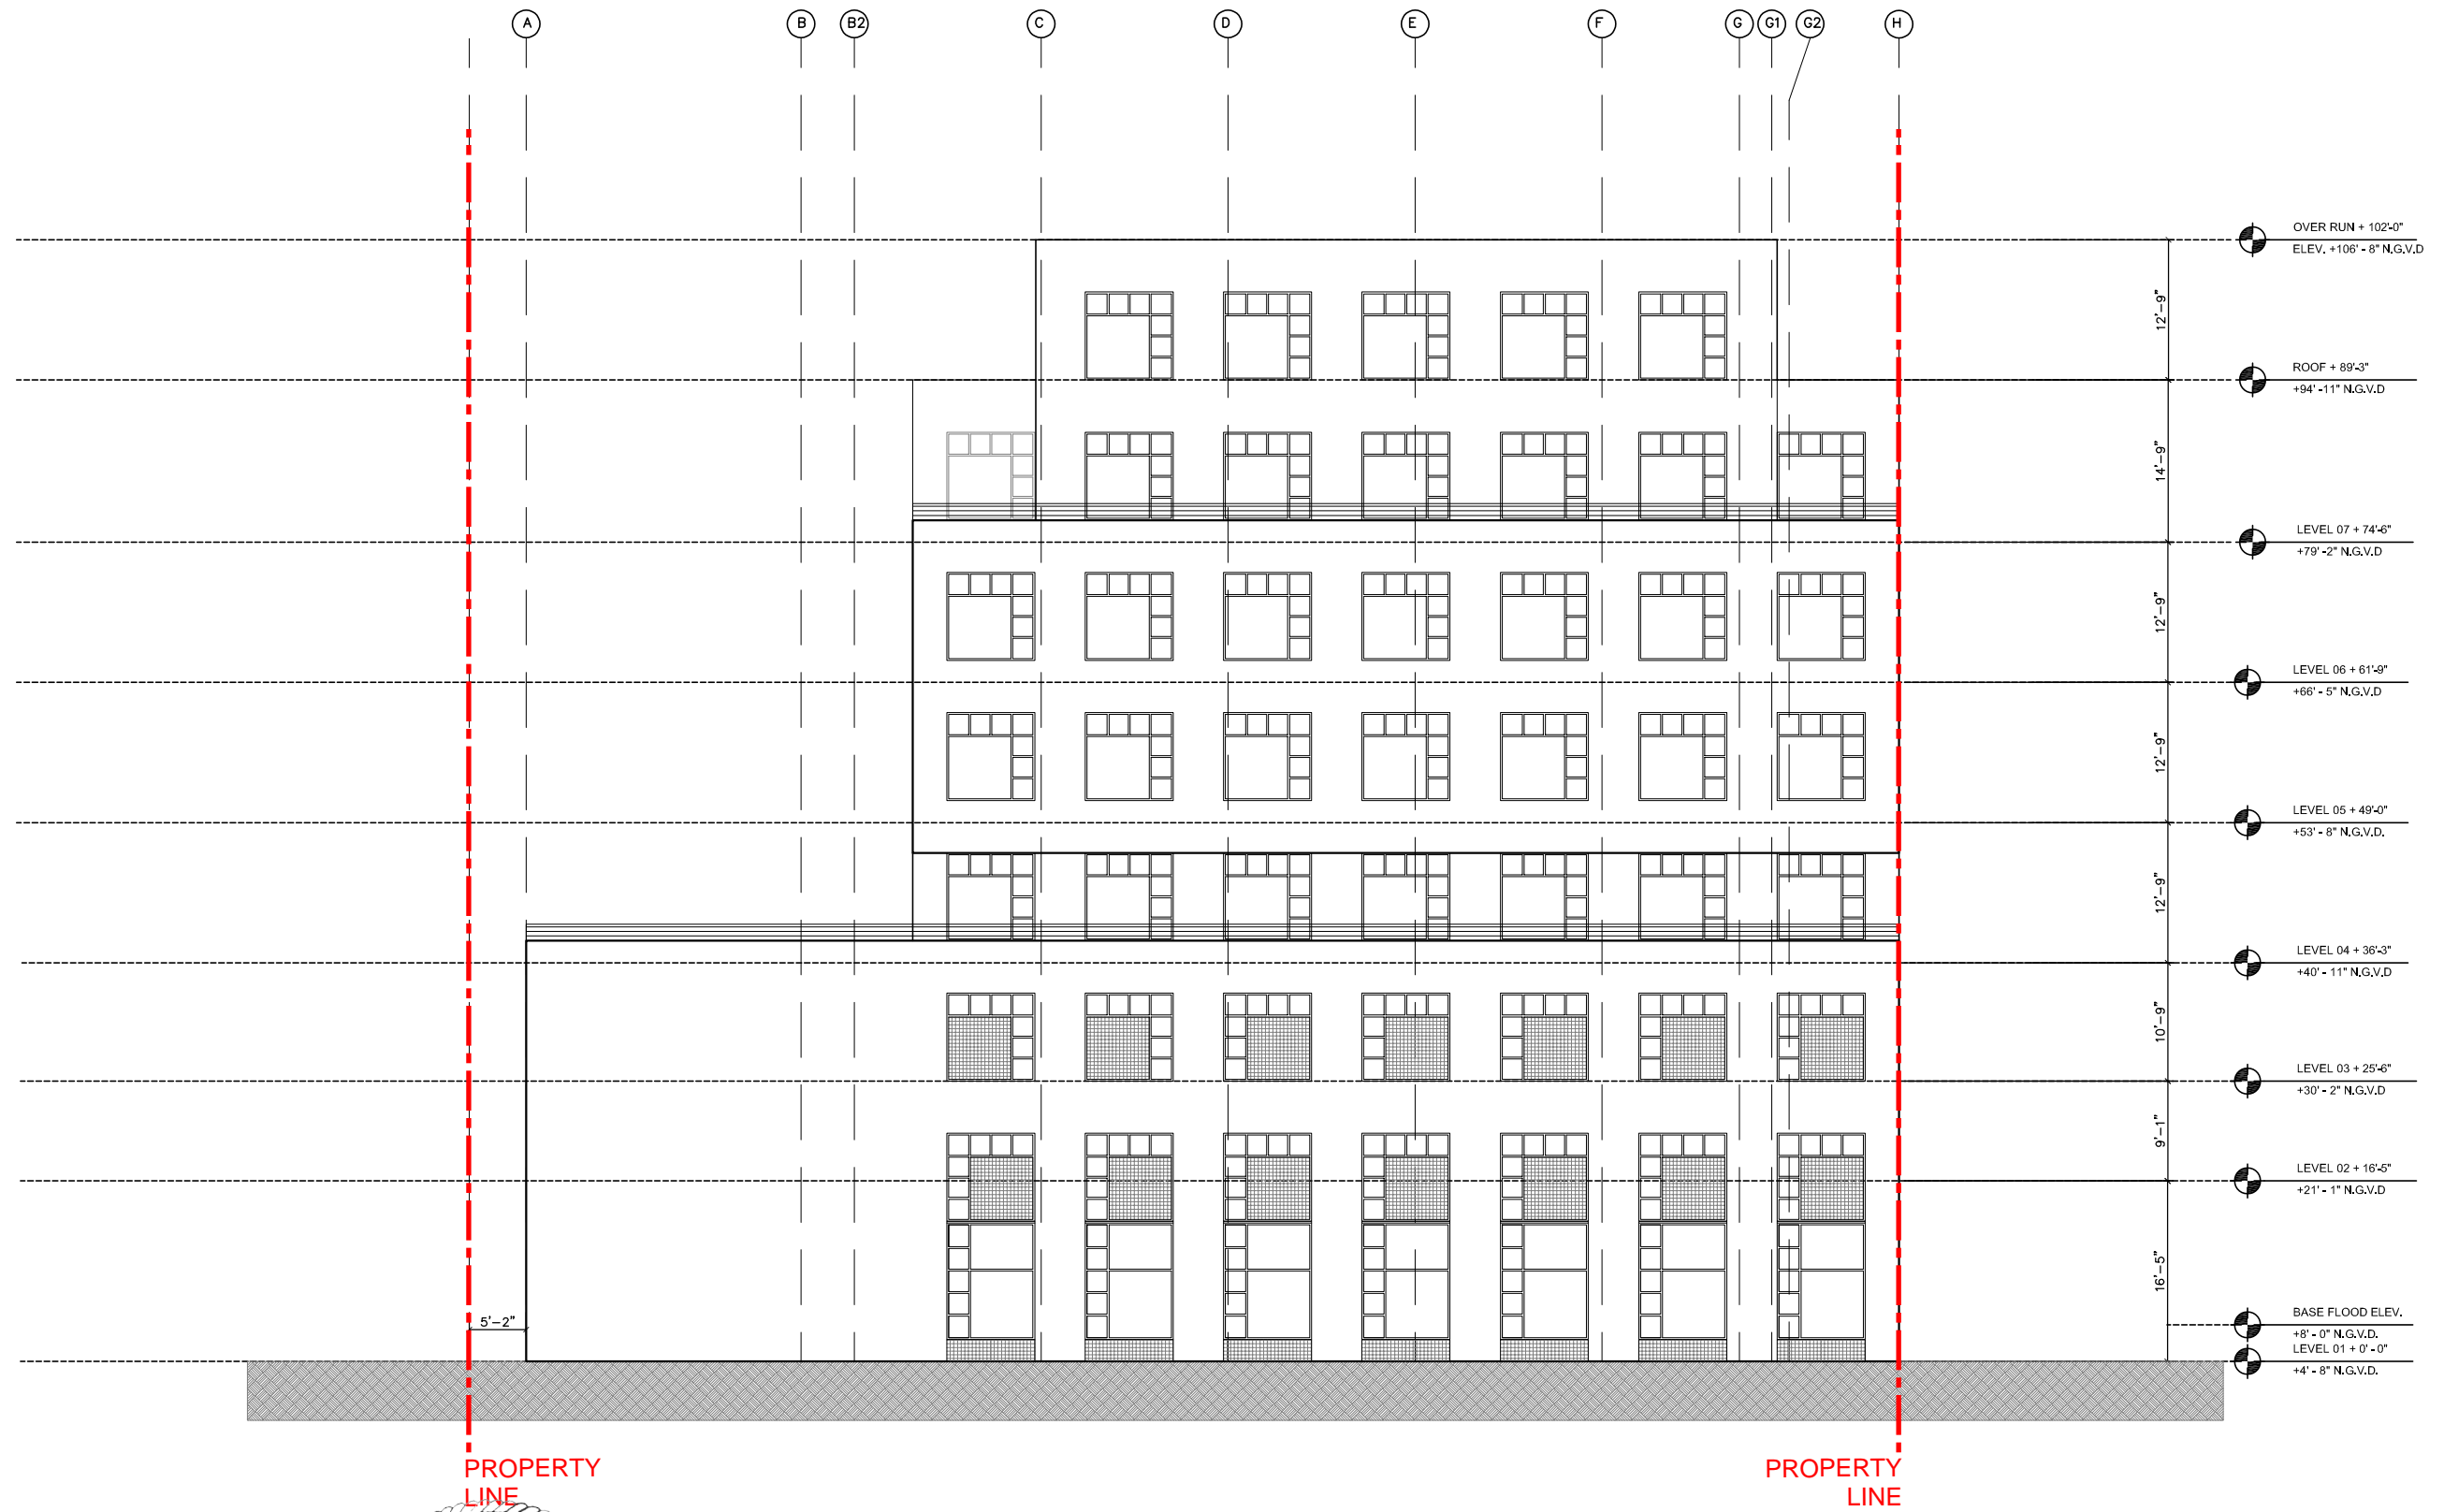 A
B
B2
C
D
E
F
G
G1
G2
H
OVER RUN + 102'-0"
ELEV. +106' - 8" N.G.V.D
12'-9"
ROOF + 89'-3"
+94' -11" N.G.V.D
14'-9"
LEVEL 07 + 74'-6"
+79' -2" N.G.V.D
12'-9"
LEVEL 06 + 61'-9"
+66' - 5" N.G.V.D
12'-9"
LEVEL 05 + 49'-0"
+53' - 8" N.G.V.D.
12'-9"
LEVEL 04 + 36'-3"
+40' - 11" N.G.V.D
10'-9"
LEVEL 03 + 25'-6"
+30' - 2" N.G.V.D
9'-1"
LEVEL 02 + 16'-5"
+21' - 1" N.G.V.D
16'-5"
BASE FLOOD ELEV.
+8' - 0" N.G.V.D.
LEVEL 01 + 0' - 0"
+4' - 8" N.G.V.D.
5'-2"
PROPERTY
LINE
PROPERTY
LINE